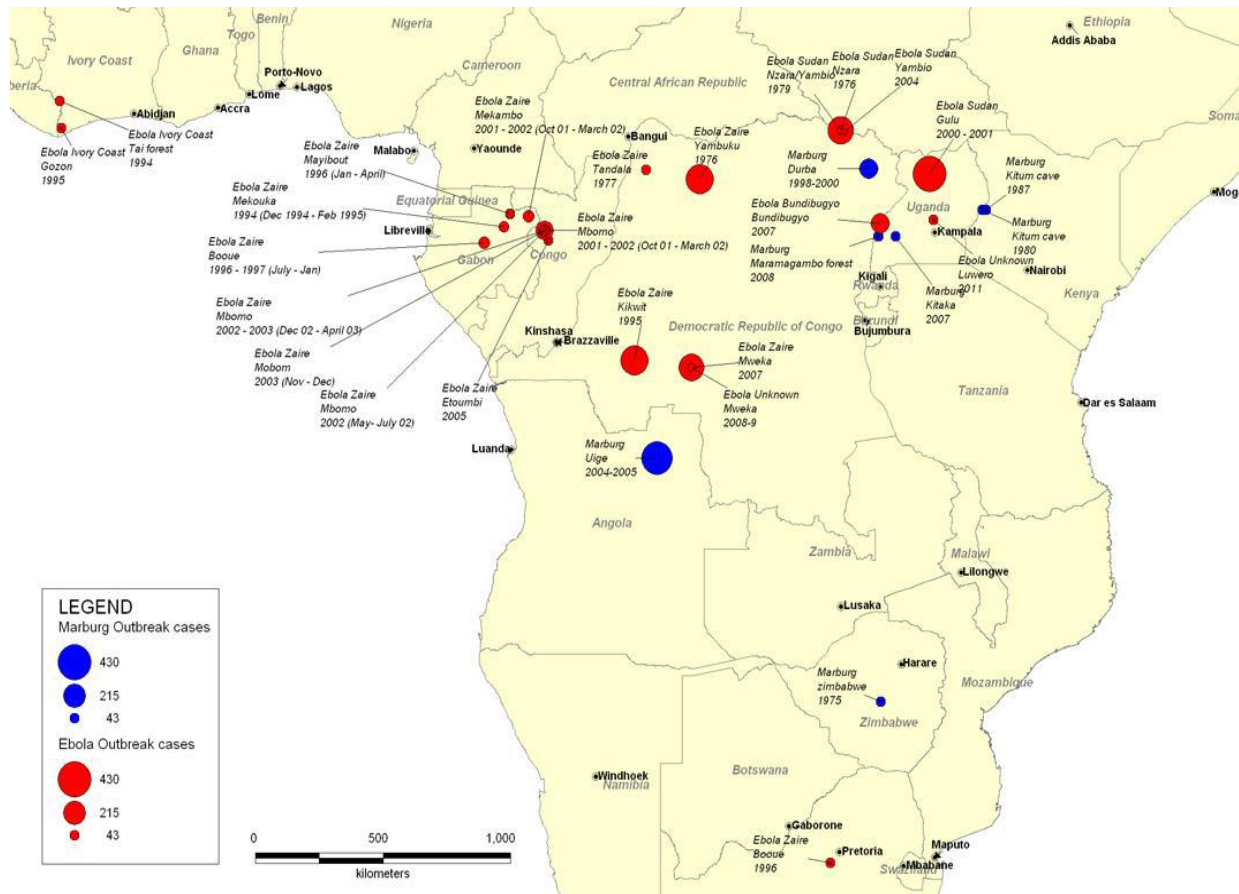 Ethiopia
Addis Ababa
Nigeria
Benin
Togo
Ghana
Ivory Coast
Porto-Novo
Lagos
Lome
Accra
Abidjan
beria
Cameroon
Central African Republic
Soma
Ebola Ivory Coast
Tai forest
1994
Ebola Ivory Coast
Gozon
1995
Malabo
Yaounde
Bangui
Ebola Zaire
Mekambo
2001 - 2002 (Oct 01 - March 02)
Ebola Zaire
Mayibout
1996 (Jan - April)
Ebola Zaire
Mekouka
1994 (Dec 1994 - Feb 1995)
Ebola Zaire
Booue
1996 - 1997 (July - Jan)
Ebola Zaire
Mbomo
2002 - 2003 (Dec 02 - April 03)
Ebola Zaire
Mobom
2003 (Nov - Dec)
Ebola Zaire
Mbomo
2002 (May- July 02)
Ebola Zaire
Etoumbi
2005
Ebola Zaire
Mbomo
2001 - 2002 (Oct 01 - March 02)
Equatorial Guinea
Libreville
Gabon
Congo
Ebola Zaire
Tandala
1977
Ebola Zaire
Yambuku
1976
Ebola Sudan
Nzara/Yambio
1979
Ebola Sudan
Nzara
1976
Ebola Sudan
Yambio
2004
Ebola Sudan
Gulu
2000 - 2001
Marburg
Durba
1998-2000
Marburg
Kitum cave
1987
Marburg
Kitum cave
1980
Moga
Ebola Bundibugyo
Bundibugyo
2007
Uganda
Kampala
Marburg
Maramagambo forest
2008
Ebola Unknown
Luwero
2011
Marburg
Kitaka
2007
Nairobi
Kenya
Kigali
Rwanda
Burundi
Bujumbura
Ebola Zaire
Kikwit
1995
Democratic Republic of Congo
Kinshasa
Brazzaville
Ebola Zaire
Mweka
2007
Ebola Unknown
Mweka
2008-9
Tanzania
Dar es Salaam
Luanda
Marburg
Uige
2004-2005
Angola
Zambia
Malawi
Lilongwe
Lusaka
Harare
Mozambique
Marburg
zimbabwe
1975
Zimbabwe
Windhoek
Namibia
Botswana
Gaborone
Ebola Zaire
Booue
1996
Pretoria
Maputo
Mbabane
Swaziland
LEGEND
Marburg Outbreak cases
430
215
43
Ebola Outbreak cases
430
215
43
0 500 1,000
kilometers